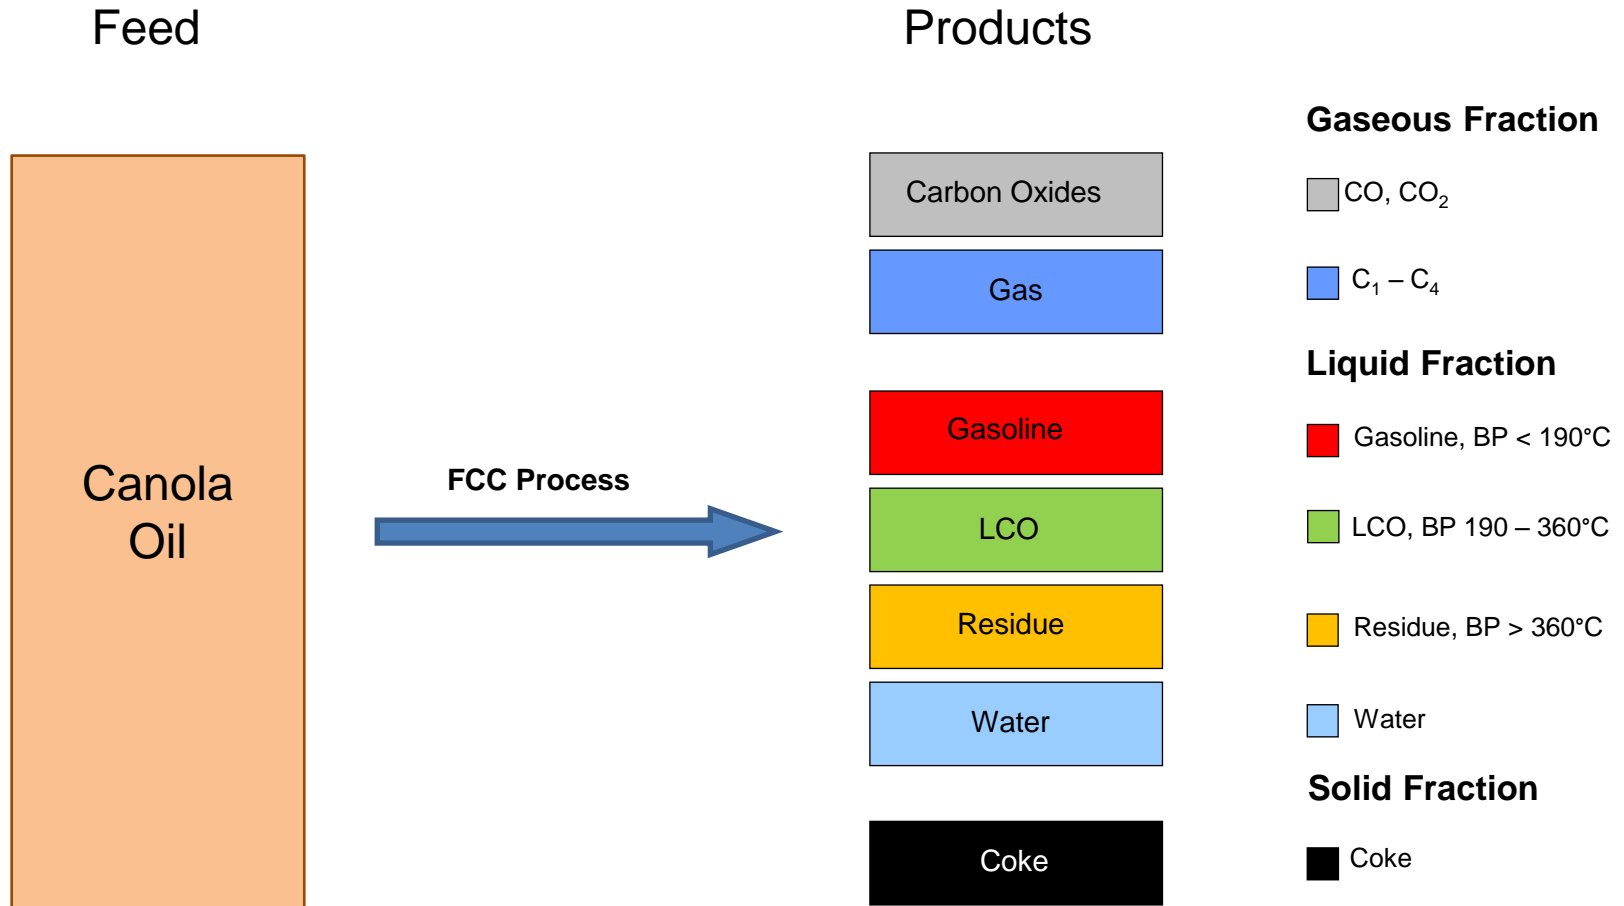 Feed
Products
Canola
Oil
FCC Process
Carbon Oxides
Gas
Gasoline
LCO
Residue
Water
Coke
Gaseous Fraction
CO, CO₂
C₁ – C₄
Liquid Fraction
Gasoline, BP < 190°C
LCO, BP 190 – 360°C
Residue, BP > 360°C
Water
Solid Fraction
Coke